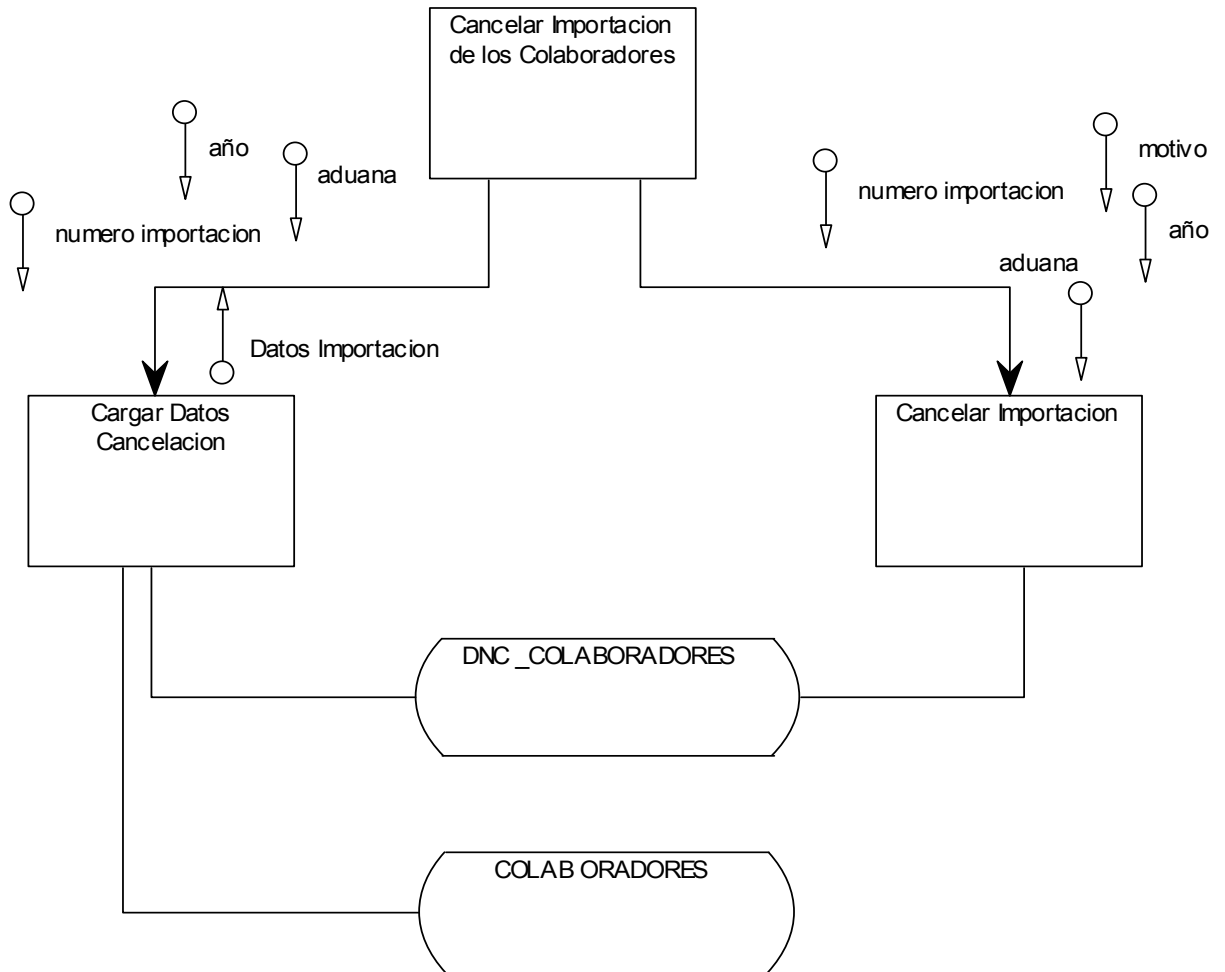 Cancelar Importacion
de los Colaboradores
año
aduana
numero importacion
motivo
numero importacion
año
aduana
Datos Importacion
Cargar Datos
Cancelacion
Cancelar Importacion
DNC _COLABORADORES
COLAB ORADORES